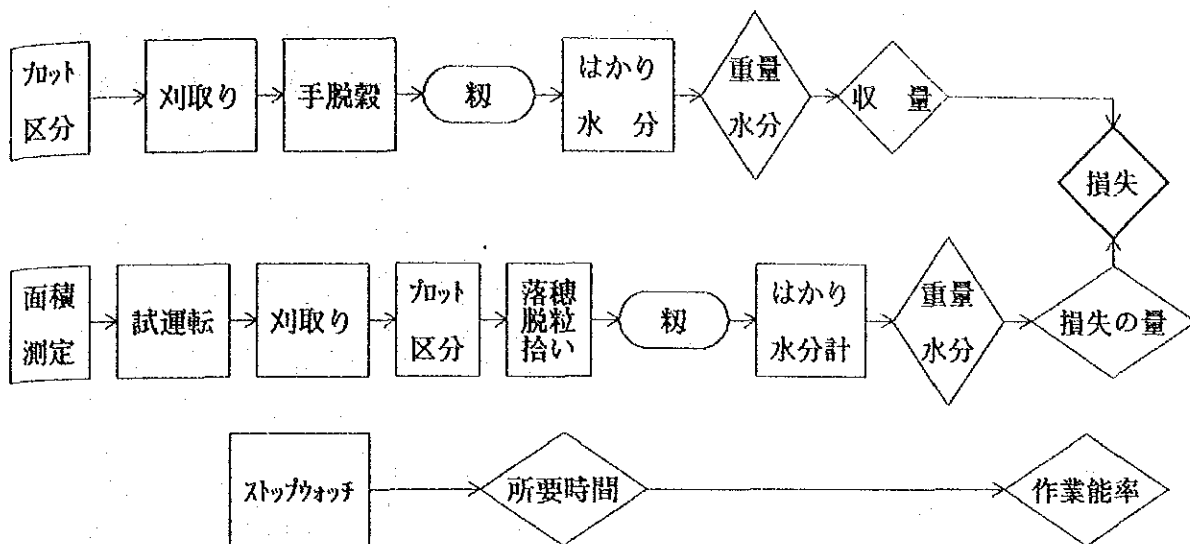 プロット
区分
刈取り
手脱穀
籾
はかり
水 分
重量
水分
収 量
損失
面積
測定
試運転
刈取り
プロット
区分
落穂
脱粒
拾い
籾
はかり
水分計
重量
水分
損失の量
ストップウォッチ
所要時間
作業能率